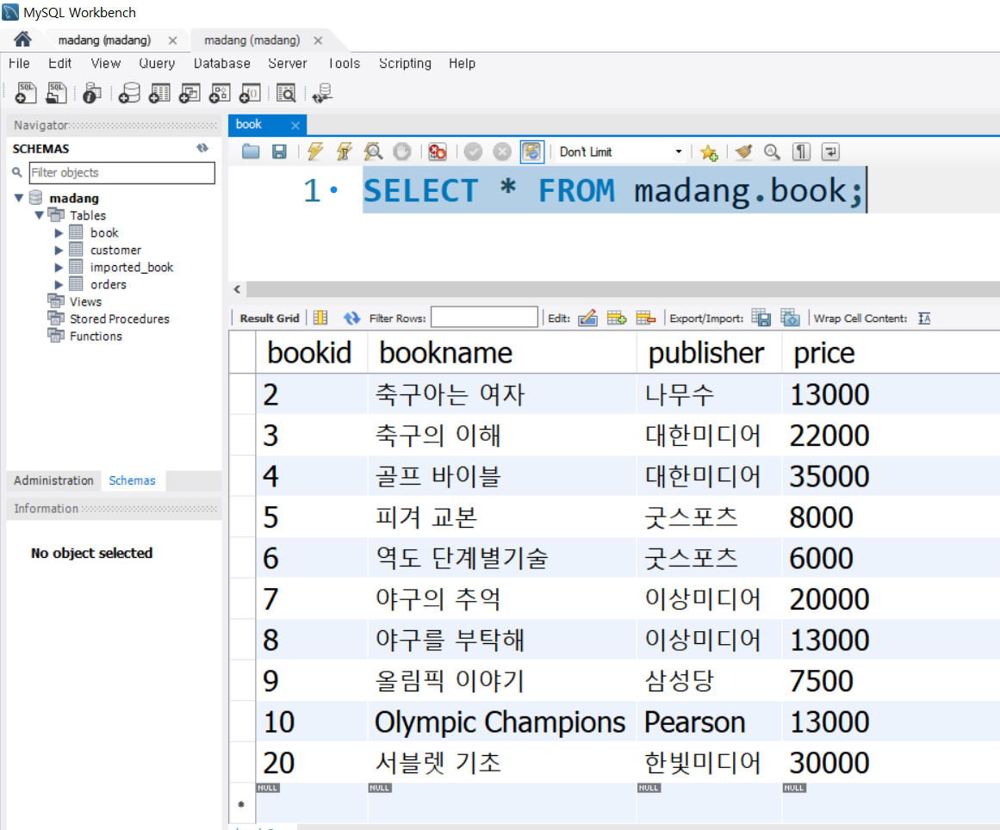 MySQL Workbench
madang (madang) madang (madang)
File Edit View Query Database Server Tools Scripting Help
Navigator
SCHEMAS
Filter objects
madang
Tables
book
customer
imported_book
orders
Views
Stored Procedures
Functions
Administration Schemas
Information
No object selected
book
Don't Limit
1 SELECT * FROM madang.book;
Result Grid Filter Rows: Edit: Export/Import: Wrap Cell Content:
bookid bookname publisher price
2 축구아는 여자 나무수 13000
3 축구의 이해 대한미디어 22000
4 골프 바이블 대한미디어 35000
5 피겨 교본 굿스포츠 8000
6 역도 단계별기술 굿스포츠 6000
7 야구의 추억 이상미디어 20000
8 야구를 부탁해 이상미디어 13000
9 올림픽 이야기 삼성당 7500
10 Olympic Champions Pearson 13000
20 서블렛 기초 한빛미디어 30000
NULL NULL NULL NULL